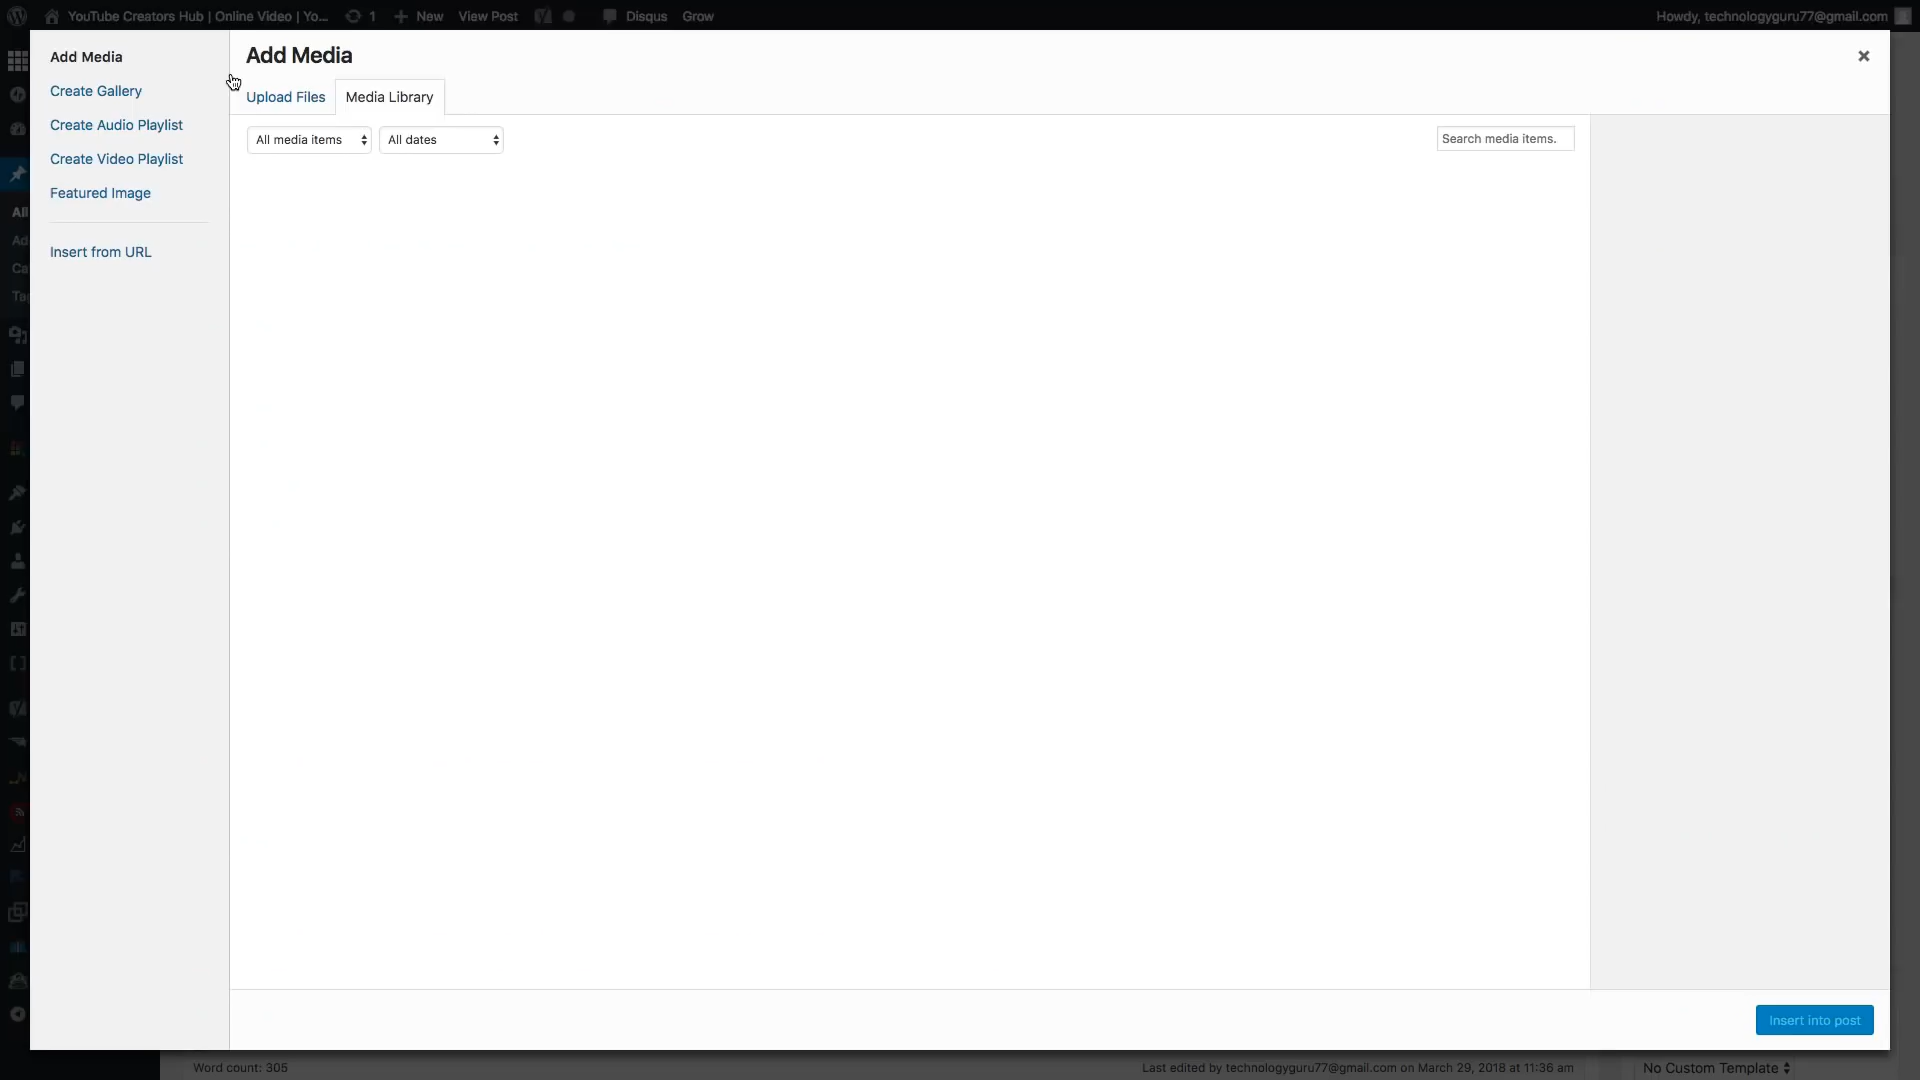 YouTube Creators Hub | Online Video | Yo... 1 New View Post Disqus Grow Howdy, technologyguru77@gmail.com
Add Media
Create Gallery
Create Audio Playlist
Create Video Playlist
Featured Image
Insert from URL
Add Media
Upload Files Media Library
All media items All dates Search media items.
All
Ad
Ca
Tag
Insert into post
Word count: 305 Last edited by technologyguru77@gmail.com on March 29, 2018 at 11:36 am No Custom Template